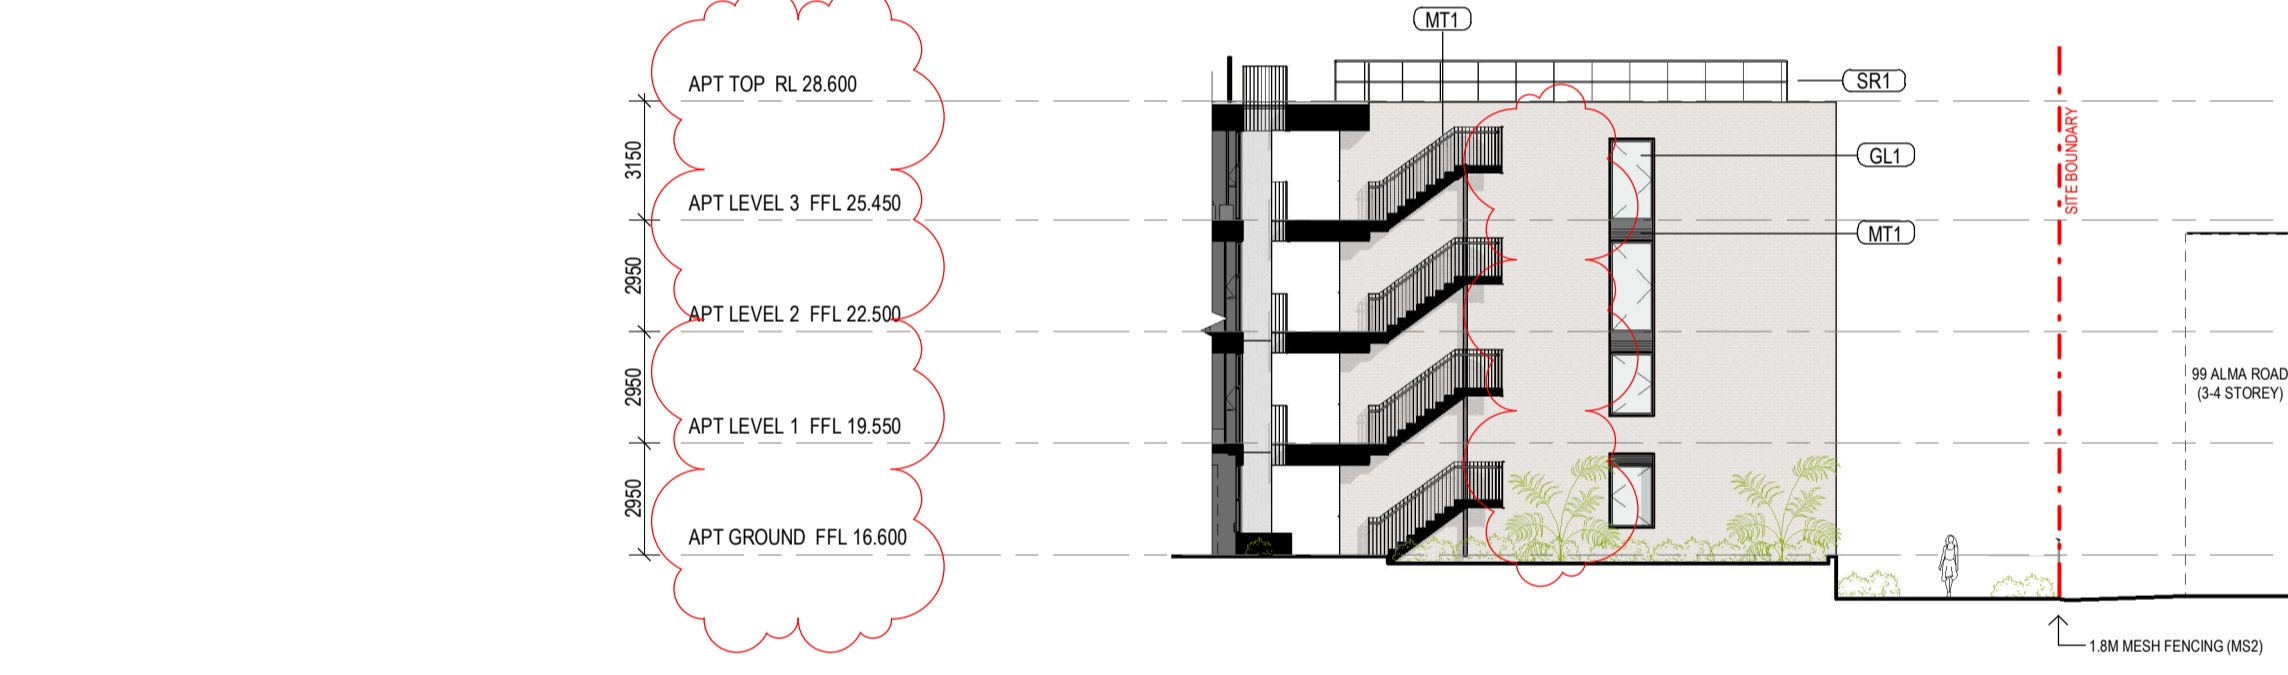 MT1
APT TOP RL 28.600
SR1
3150
GL1
SITE BOUNDARY
APT LEVEL 3 FFL 25.450
MT1
2950
APT LEVEL 2 FFL 22.500
2950
99 ALMA ROAD
(3-4 STOREY)
APT LEVEL 1 FFL 19.550
2950
APT GROUND FFL 16.600
1.8M MESH FENCING (MS2)